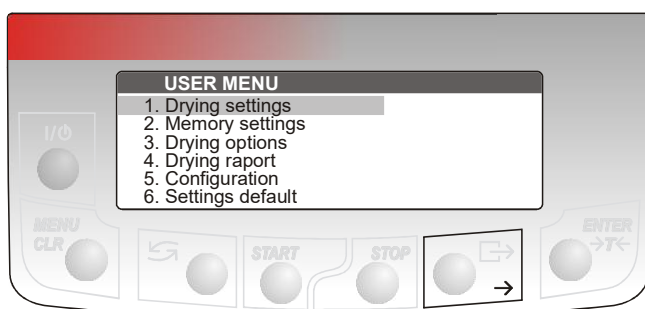 USER MENU
1. Drying settings
2. Memory settings
3. Drying options
4. Drying raport
5. Configuration
6. Settings default
I/⏻
MENU
CLR
START
STOP
→
ENTER
→T←